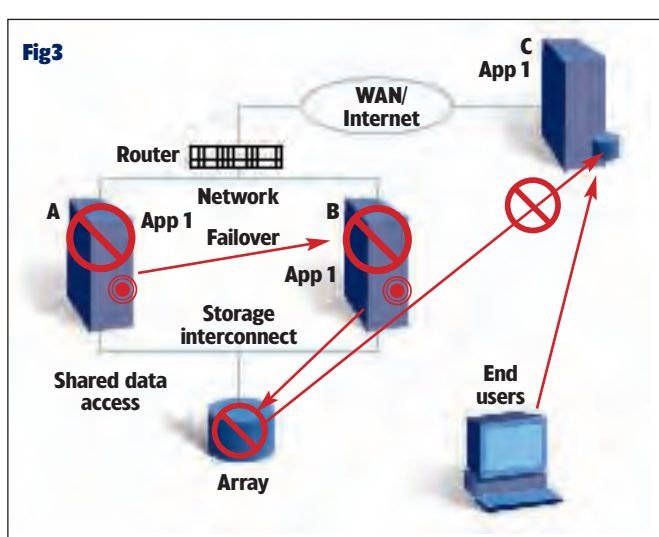 Fig3
C
App 1
WAN/
Internet
Router
Network
A
App 1
B
Failover
App 1
Storage
interconnect
Shared data
access
End
users
Array